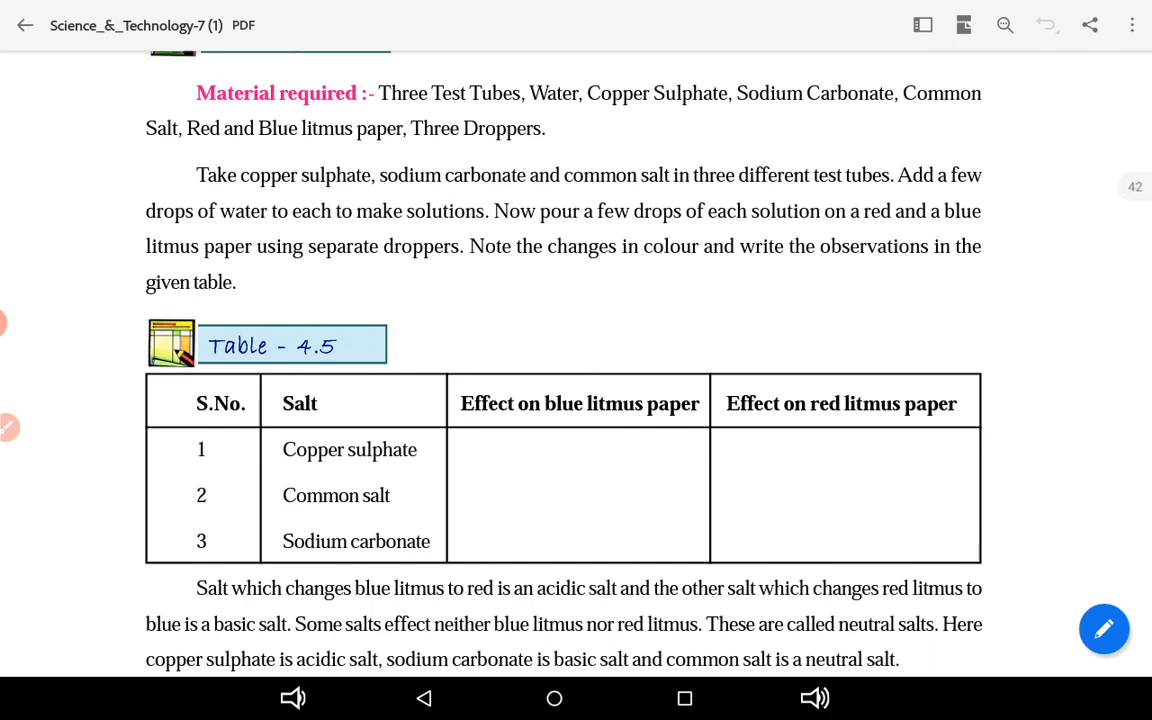 Science_&_Technology-7 (1) PDF
Material required :- Three Test Tubes, Water, Copper Sulphate, Sodium Carbonate, Common
Salt, Red and Blue litmus paper, Three Droppers.
Take copper sulphate, sodium carbonate and common salt in three different test tubes. Add a few
drops of water to each to make solutions. Now pour a few drops of each solution on a red and a blue
litmus paper using separate droppers. Note the changes in colour and write the observations in the
given table.
42
Table - 4.5
S.No. Salt Effect on blue litmus paper Effect on red litmus paper
1 Copper sulphate
2 Common salt
3 Sodium carbonate
Salt which changes blue litmus to red is an acidic salt and the other salt which changes red litmus to
blue is a basic salt. Some salts effect neither blue litmus nor red litmus. These are called neutral salts. Here
copper sulphate is acidic salt, sodium carbonate is basic salt and common salt is a neutral salt.